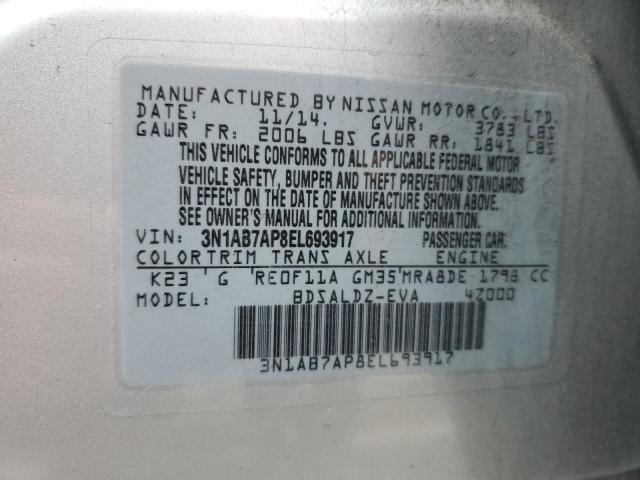 MANUFACTURED BY NISSAN MOTOR CO., LTD.
DATE: 11/14. GVWR: 3783 LBS
GAWR FR: 2006 LBS GAWR RR: 1841 LBS
THIS VEHICLE CONFORMS TO ALL APPLICABLE FEDERAL MOTOR
VEHICLE SAFETY, BUMPER AND THEFT PREVENTION STANDARDS
IN EFFECT ON THE DATE OF MANUFACTURE SHOWN ABOVE.
SEE OWNER'S MANUAL FOR ADDITIONAL INFORMATION.
VIN: 3N1AB7AP8EL693917 PASSENGER CAR.
COLORTRIM TRANS AXLE ENGINE
K23 'G 'RE0F11A GM35'MRA8DE 1798 CC
MODEL: BDSALDZ-EVA 4Z000
3N1AB7AP8EL693917